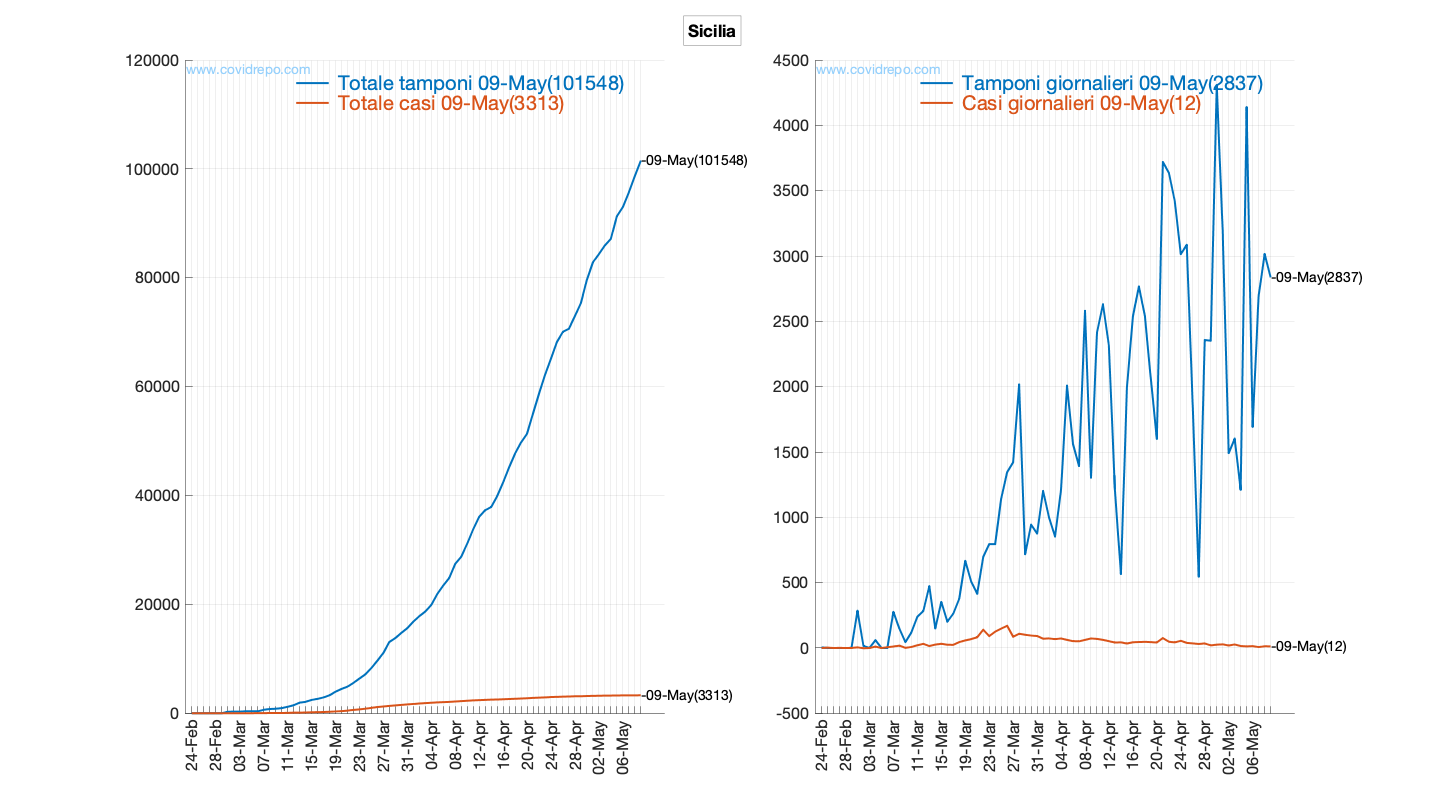 Sicilia
www.covidrepo.com
Totale tamponi 09-May(101548)
Totale casi 09-May(3313)
120000
100000
80000
60000
40000
20000
0
-09-May(101548)
-09-May(3313)
24-Feb
28-Feb
03-Mar
07-Mar
11-Mar
15-Mar
19-Mar
23-Mar
27-Mar
31-Mar
04-Apr
08-Apr
12-Apr
16-Apr
20-Apr
24-Apr
28-Apr
02-May
06-May
www.covidrepo.com
Tamponi giornalieri 09-May(2837)
Casi giornalieri 09-May(12)
4500
4000
3500
3000
2500
2000
1500
1000
500
0
-500
-09-May(2837)
-09-May(12)
24-Feb
28-Feb
03-Mar
07-Mar
11-Mar
15-Mar
19-Mar
23-Mar
27-Mar
31-Mar
04-Apr
08-Apr
12-Apr
16-Apr
20-Apr
24-Apr
28-Apr
02-May
06-May